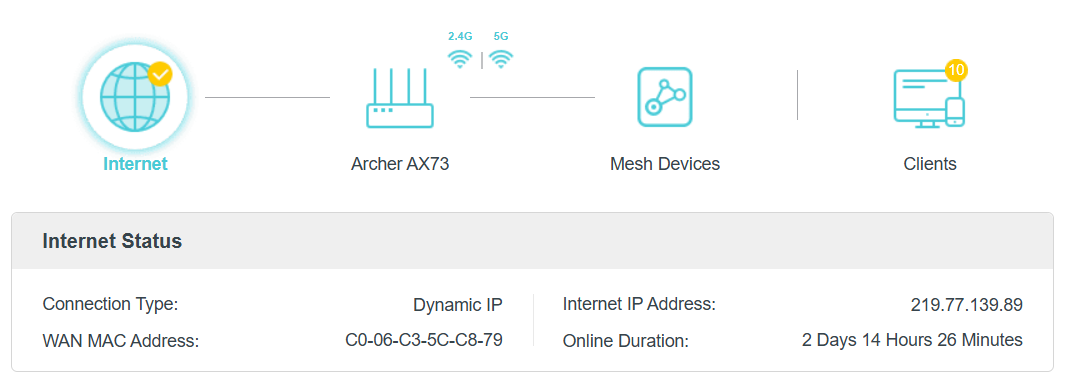 2.4G 5G
10
Internet
Archer AX73
Mesh Devices
Clients
Internet Status
Connection Type: Dynamic IP
Internet IP Address: 219.77.139.89
WAN MAC Address: C0-06-C3-5C-C8-79
Online Duration: 2 Days 14 Hours 26 Minutes